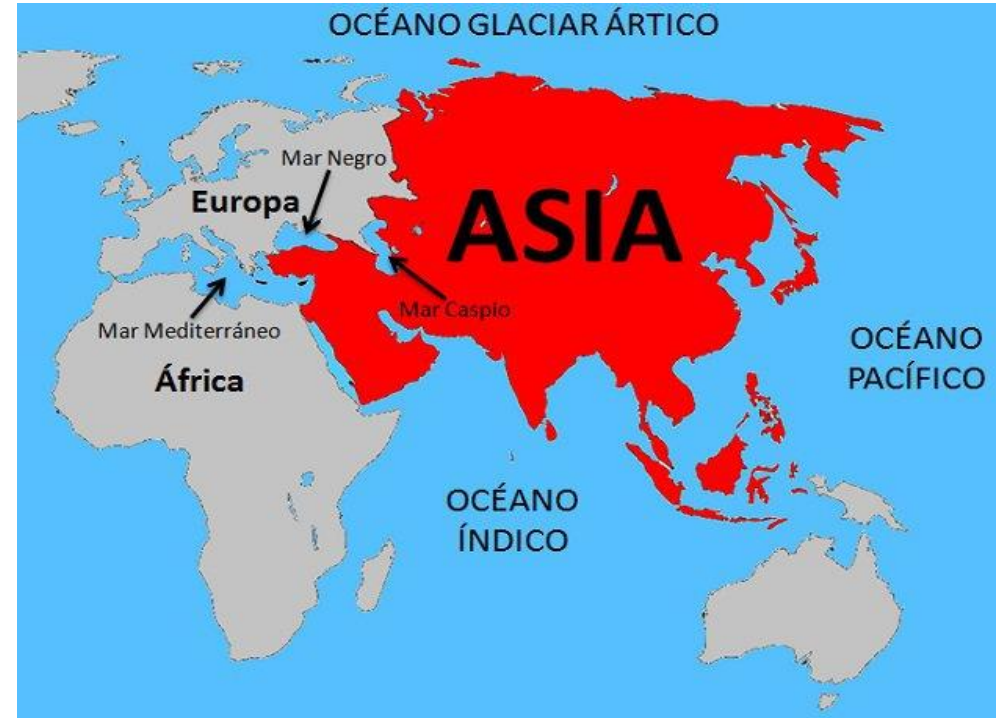 OCÉANO GLACIAR ÁRTICO
Mar Negro
Europa
ASIA
Mar Caspio
Mar Mediterráneo
África
OCÉANO
PACÍFICO
OCÉANO
ÍNDICO